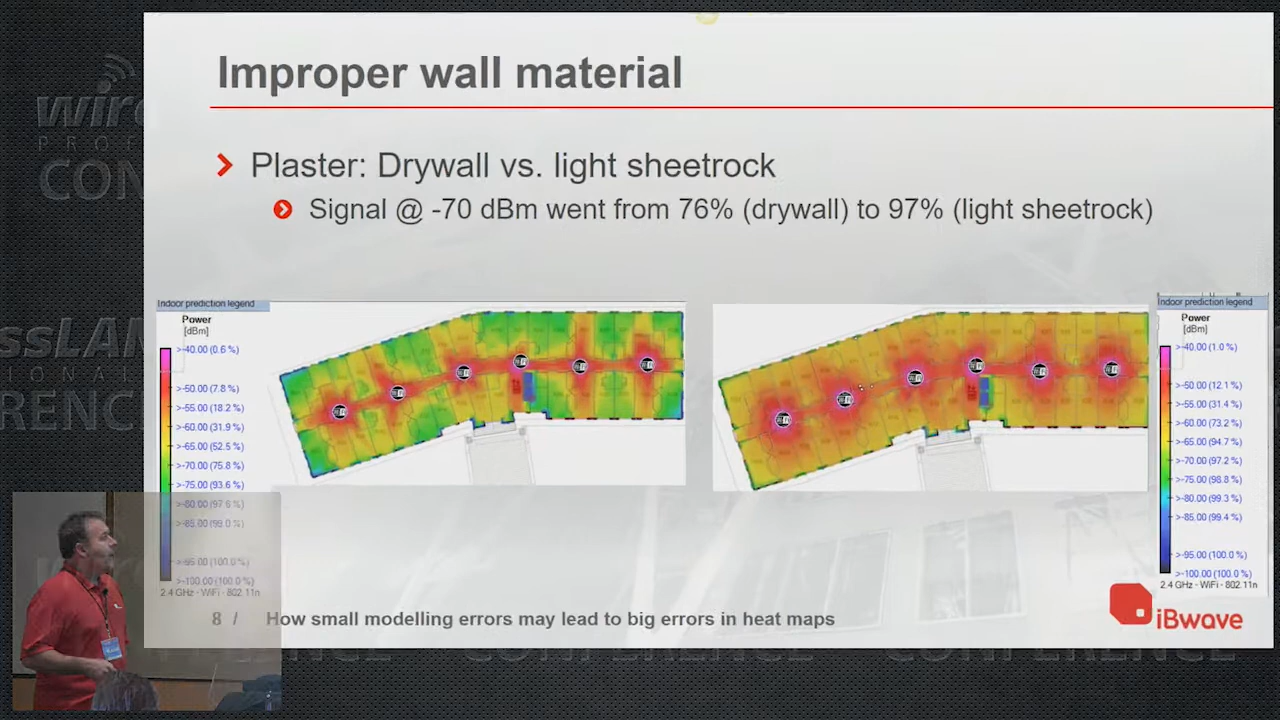 Improper wall material
Plaster: Drywall vs. light sheetrock
Signal @ -70 dBm went from 76% (drywall) to 97% (light sheetrock)
Indoor prediction legend
Power
[dBm]
>-40.00 (0.6 %)
>-50.00 (7.8 %)
>-55.00 (18.2 %)
>-60.00 (31.9 %)
>-65.00 (52.5 %)
>-70.00 (75.8 %)
>-75.00 (93.6 %)
>-80.00 (97.6 %)
>-85.00 (99.0 %)
>-95.00 (100.0 %)
>-100.00 (100.0 %)
2.4 GHz - WiFi - 802.11n
Indoor prediction legend
Power
[dBm]
>-40.00 (1.0 %)
>-50.00 (12.1 %)
>-55.00 (31.4 %)
>-60.00 (73.2 %)
>-65.00 (94.7 %)
>-70.00 (97.2 %)
>-75.00 (98.8 %)
>-80.00 (99.3 %)
>-85.00 (99.4 %)
>-95.00 (100.0 %)
>-100.00 (100.0 %)
2.4 GHz - WiFi - 802.11n
8 / How small modelling errors may lead to big errors in heat maps
iBwave